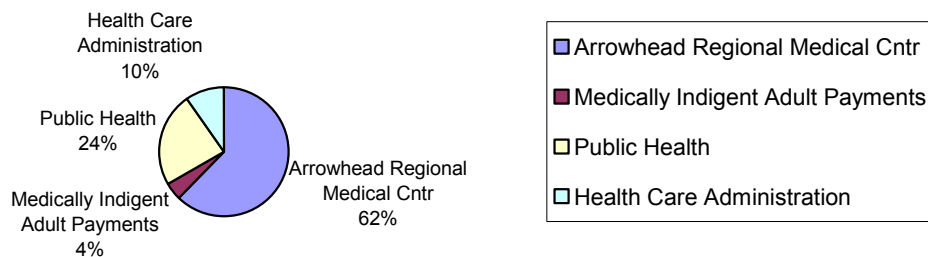 Health Care
Administration
10%
Public Health
24%
Medically Indigent
Adult Payments
4%
Arrowhead Regional
Medical Cntr
62%
Arrowhead Regional Medical Cntr
Medically Indigent Adult Payments
Public Health
Health Care Administration